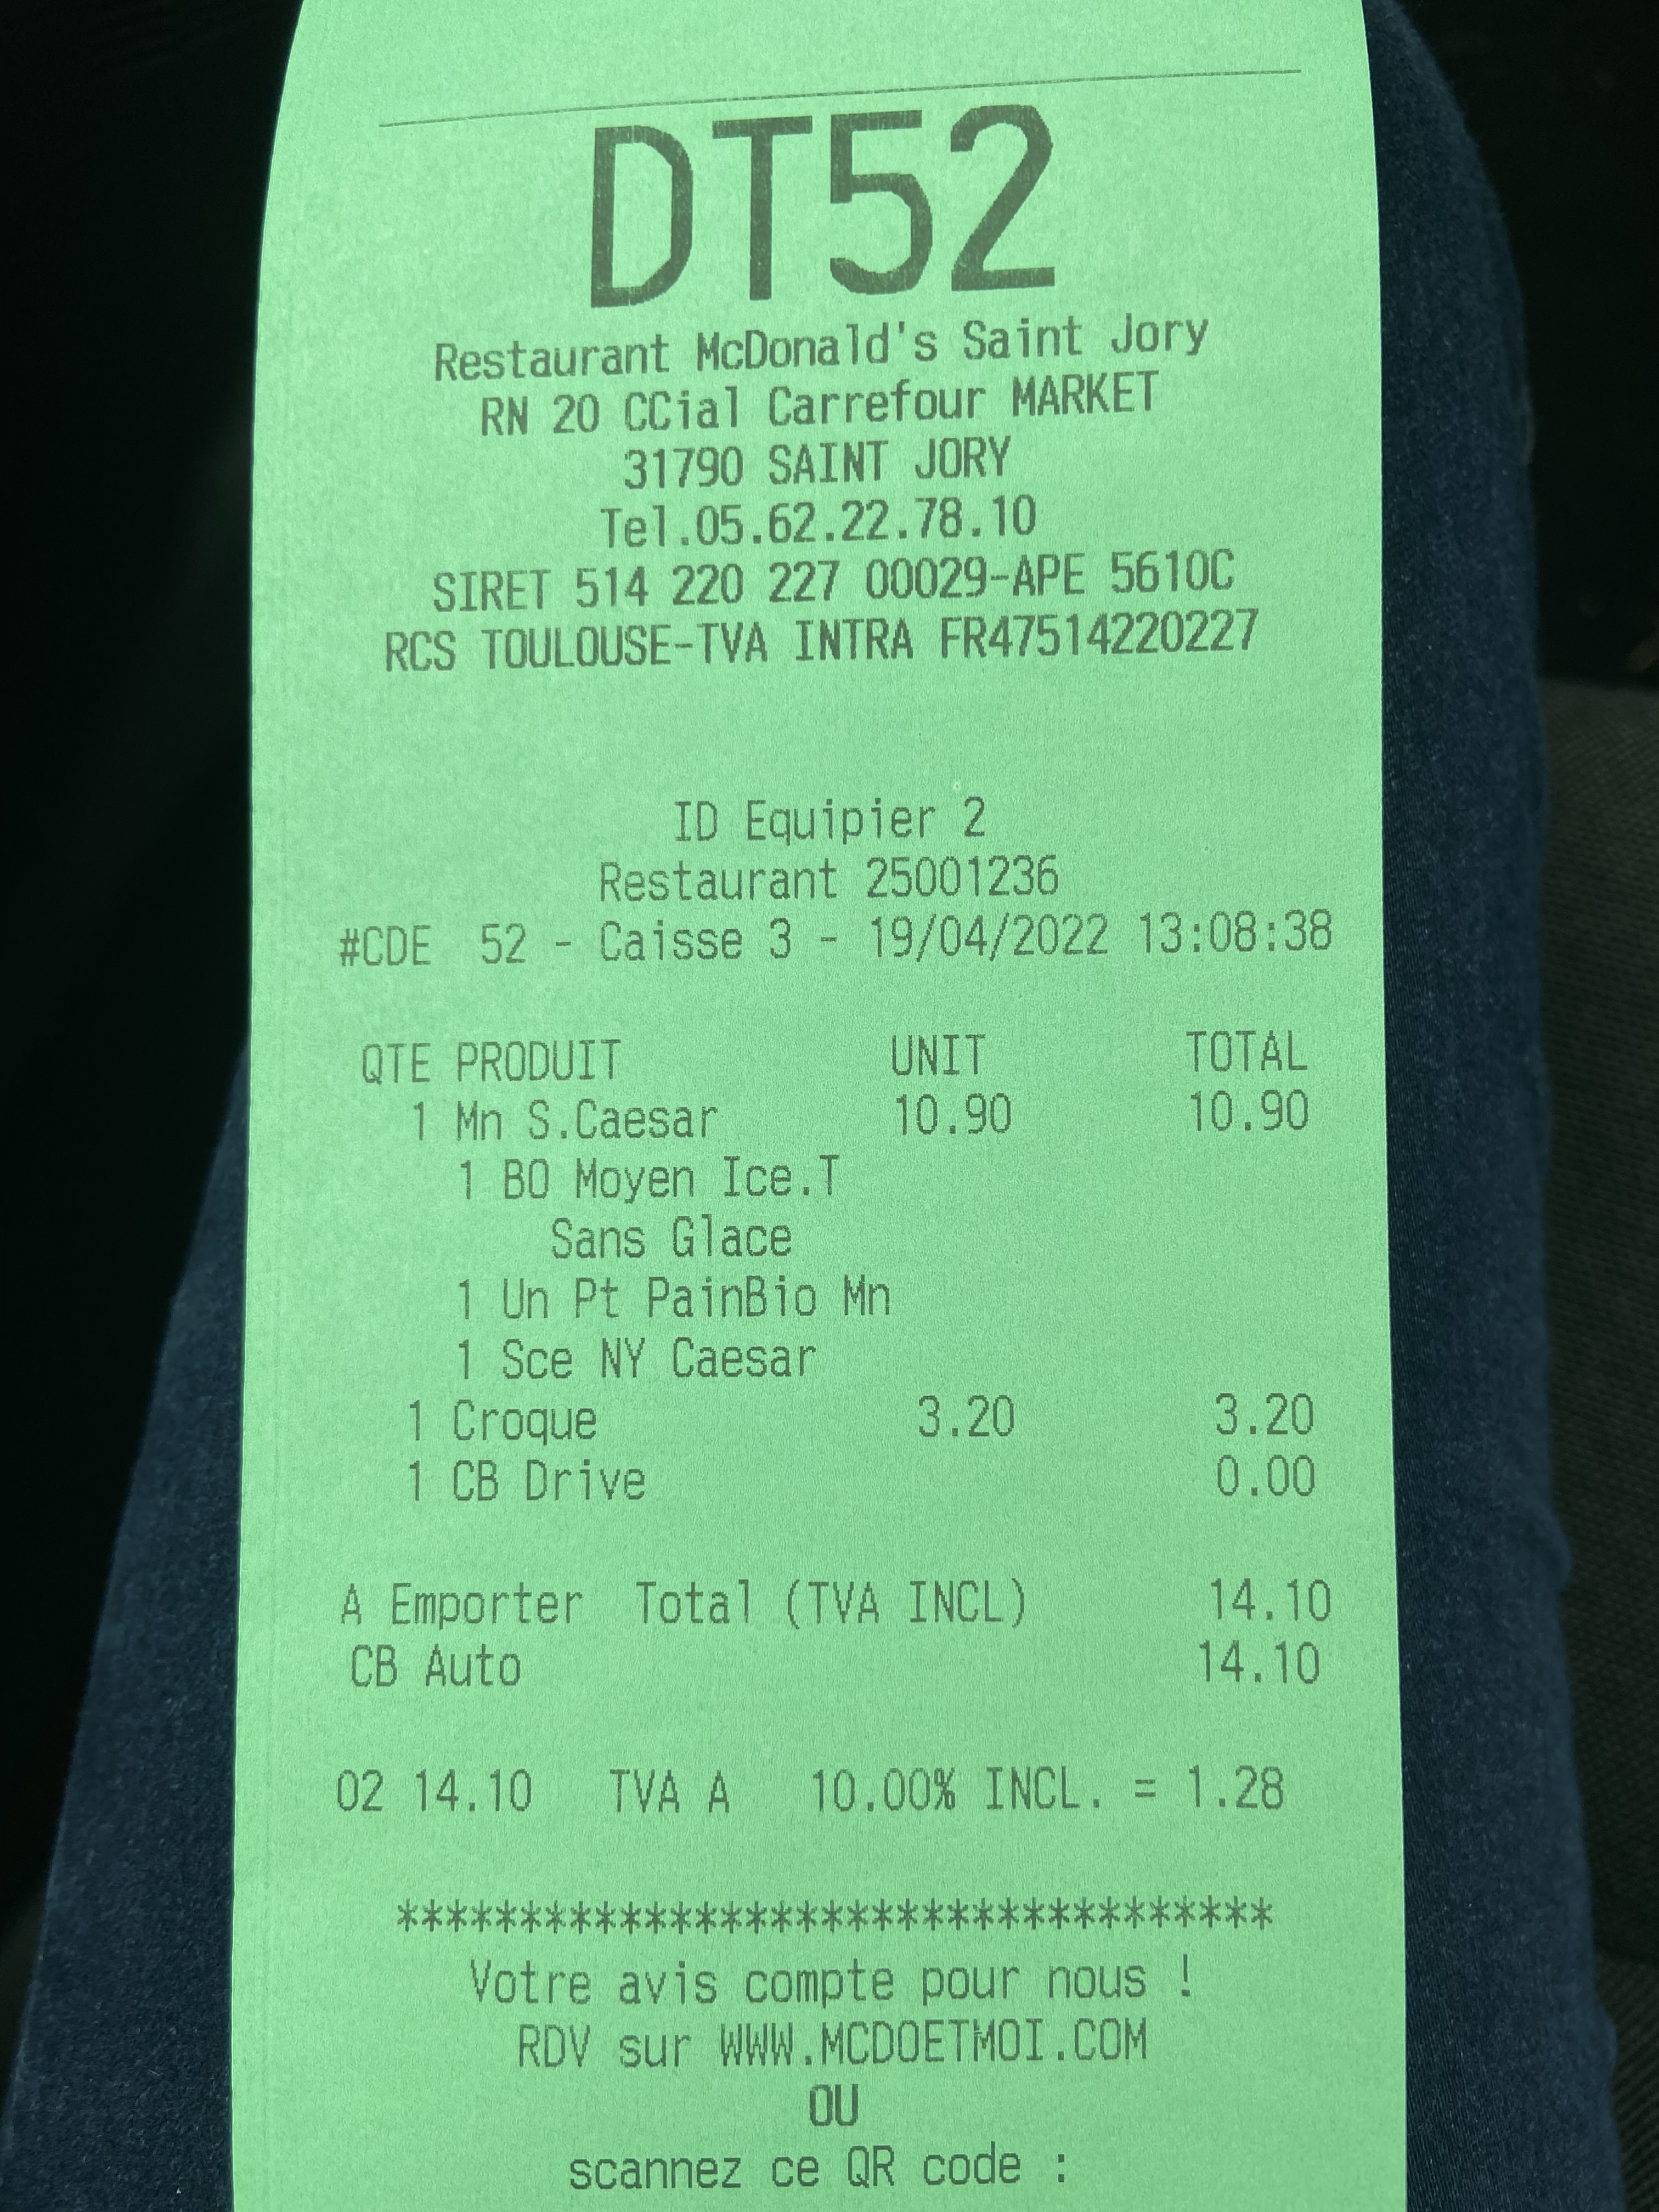 DT52
Restaurant McDonald's Saint Jory
RN 20 CCial Carrefour MARKET
31790 SAINT JORY
Tel.05.62.22.78.10
SIRET 514 220 227 00029-APE 5610C
RCS TOULOUSE-TVA INTRA FR47514220227
ID Equipier 2
Restaurant 25001236
#CDE 52 - Caisse 3 - 19/04/2022 13:08:38
QTE PRODUIT UNIT TOTAL
1 Mn S.Caesar 10.90 10.90
1 BO Moyen Ice.T
Sans Glace
1 Un Pt PainBio Mn
1 Sce NY Caesar
1 Croque 3.20 3.20
1 CB Drive 0.00
A Emporter Total (TVA INCL) 14.10
CB Auto 14.10
02 14.10 TVA A 10.00% INCL. = 1.28
************************************
Votre avis compte pour nous !
RDV sur WWW.MCDOETMOI.COM
OU
scannez ce QR code :